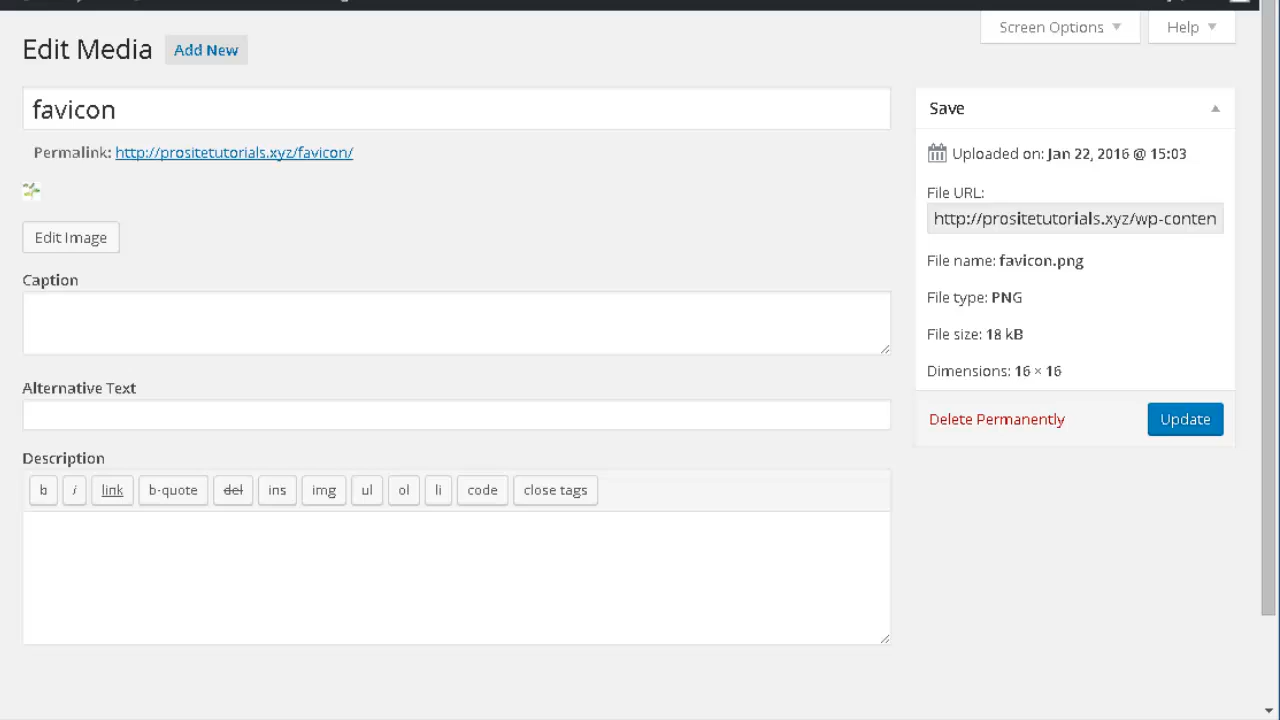 Screen Options
Help
Edit Media
Add New
favicon
Save
Permalink: http://prositetutorials.xyz/favicon/
Uploaded on: Jan 22, 2016 @ 15:03
File URL:
http://prositetutorials.xyz/wp-conten
Edit Image
File name: favicon.png
Caption
File type: PNG
File size: 18 kB
Dimensions: 16 × 16
Alternative Text
Delete Permanently
Update
Description
b i link b-quote del ins img ul ol li code close tags